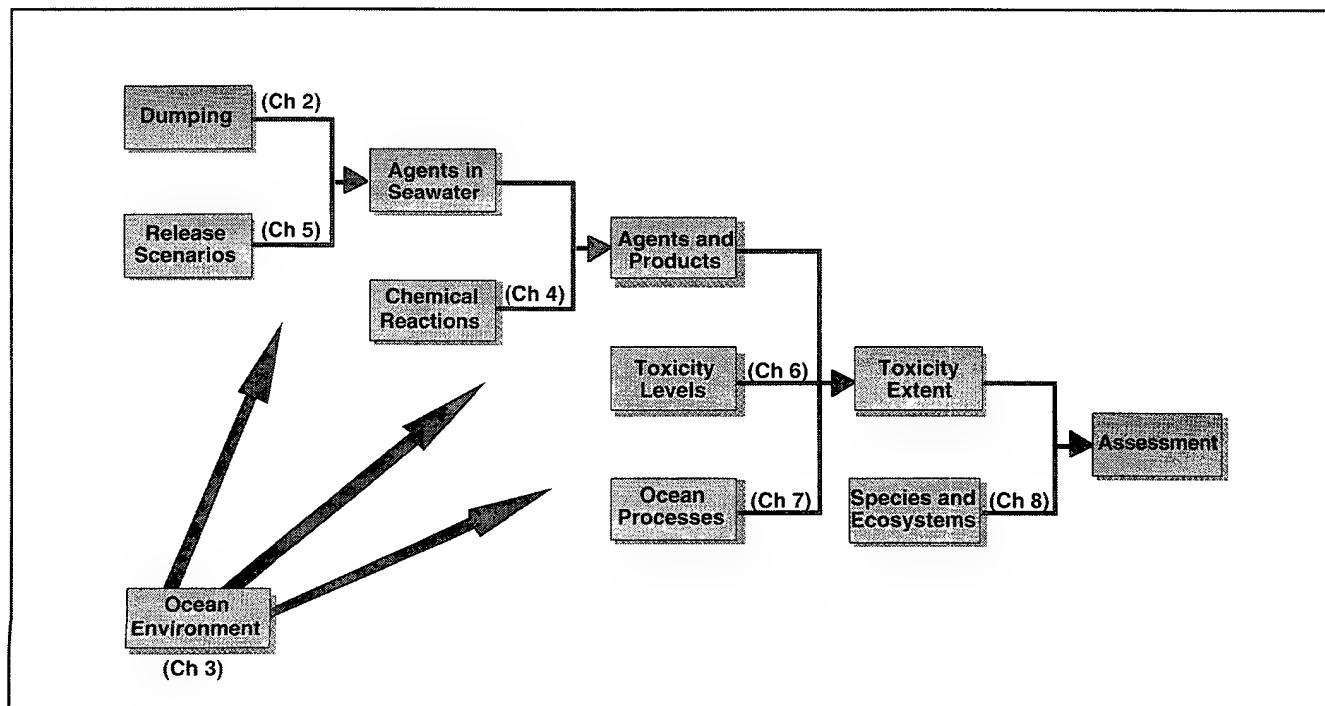 Dumping
(Ch 2)
Release
Scenarios
(Ch 5)
Agents in
Seawater
Chemical
Reactions
(Ch 4)
Agents and
Products
Toxicity
Levels
(Ch 6)
Ocean
Processes
(Ch 7)
Toxicity
Extent
Species and
Ecosystems
(Ch 8)
Assessment
Ocean
Environment
(Ch 3)